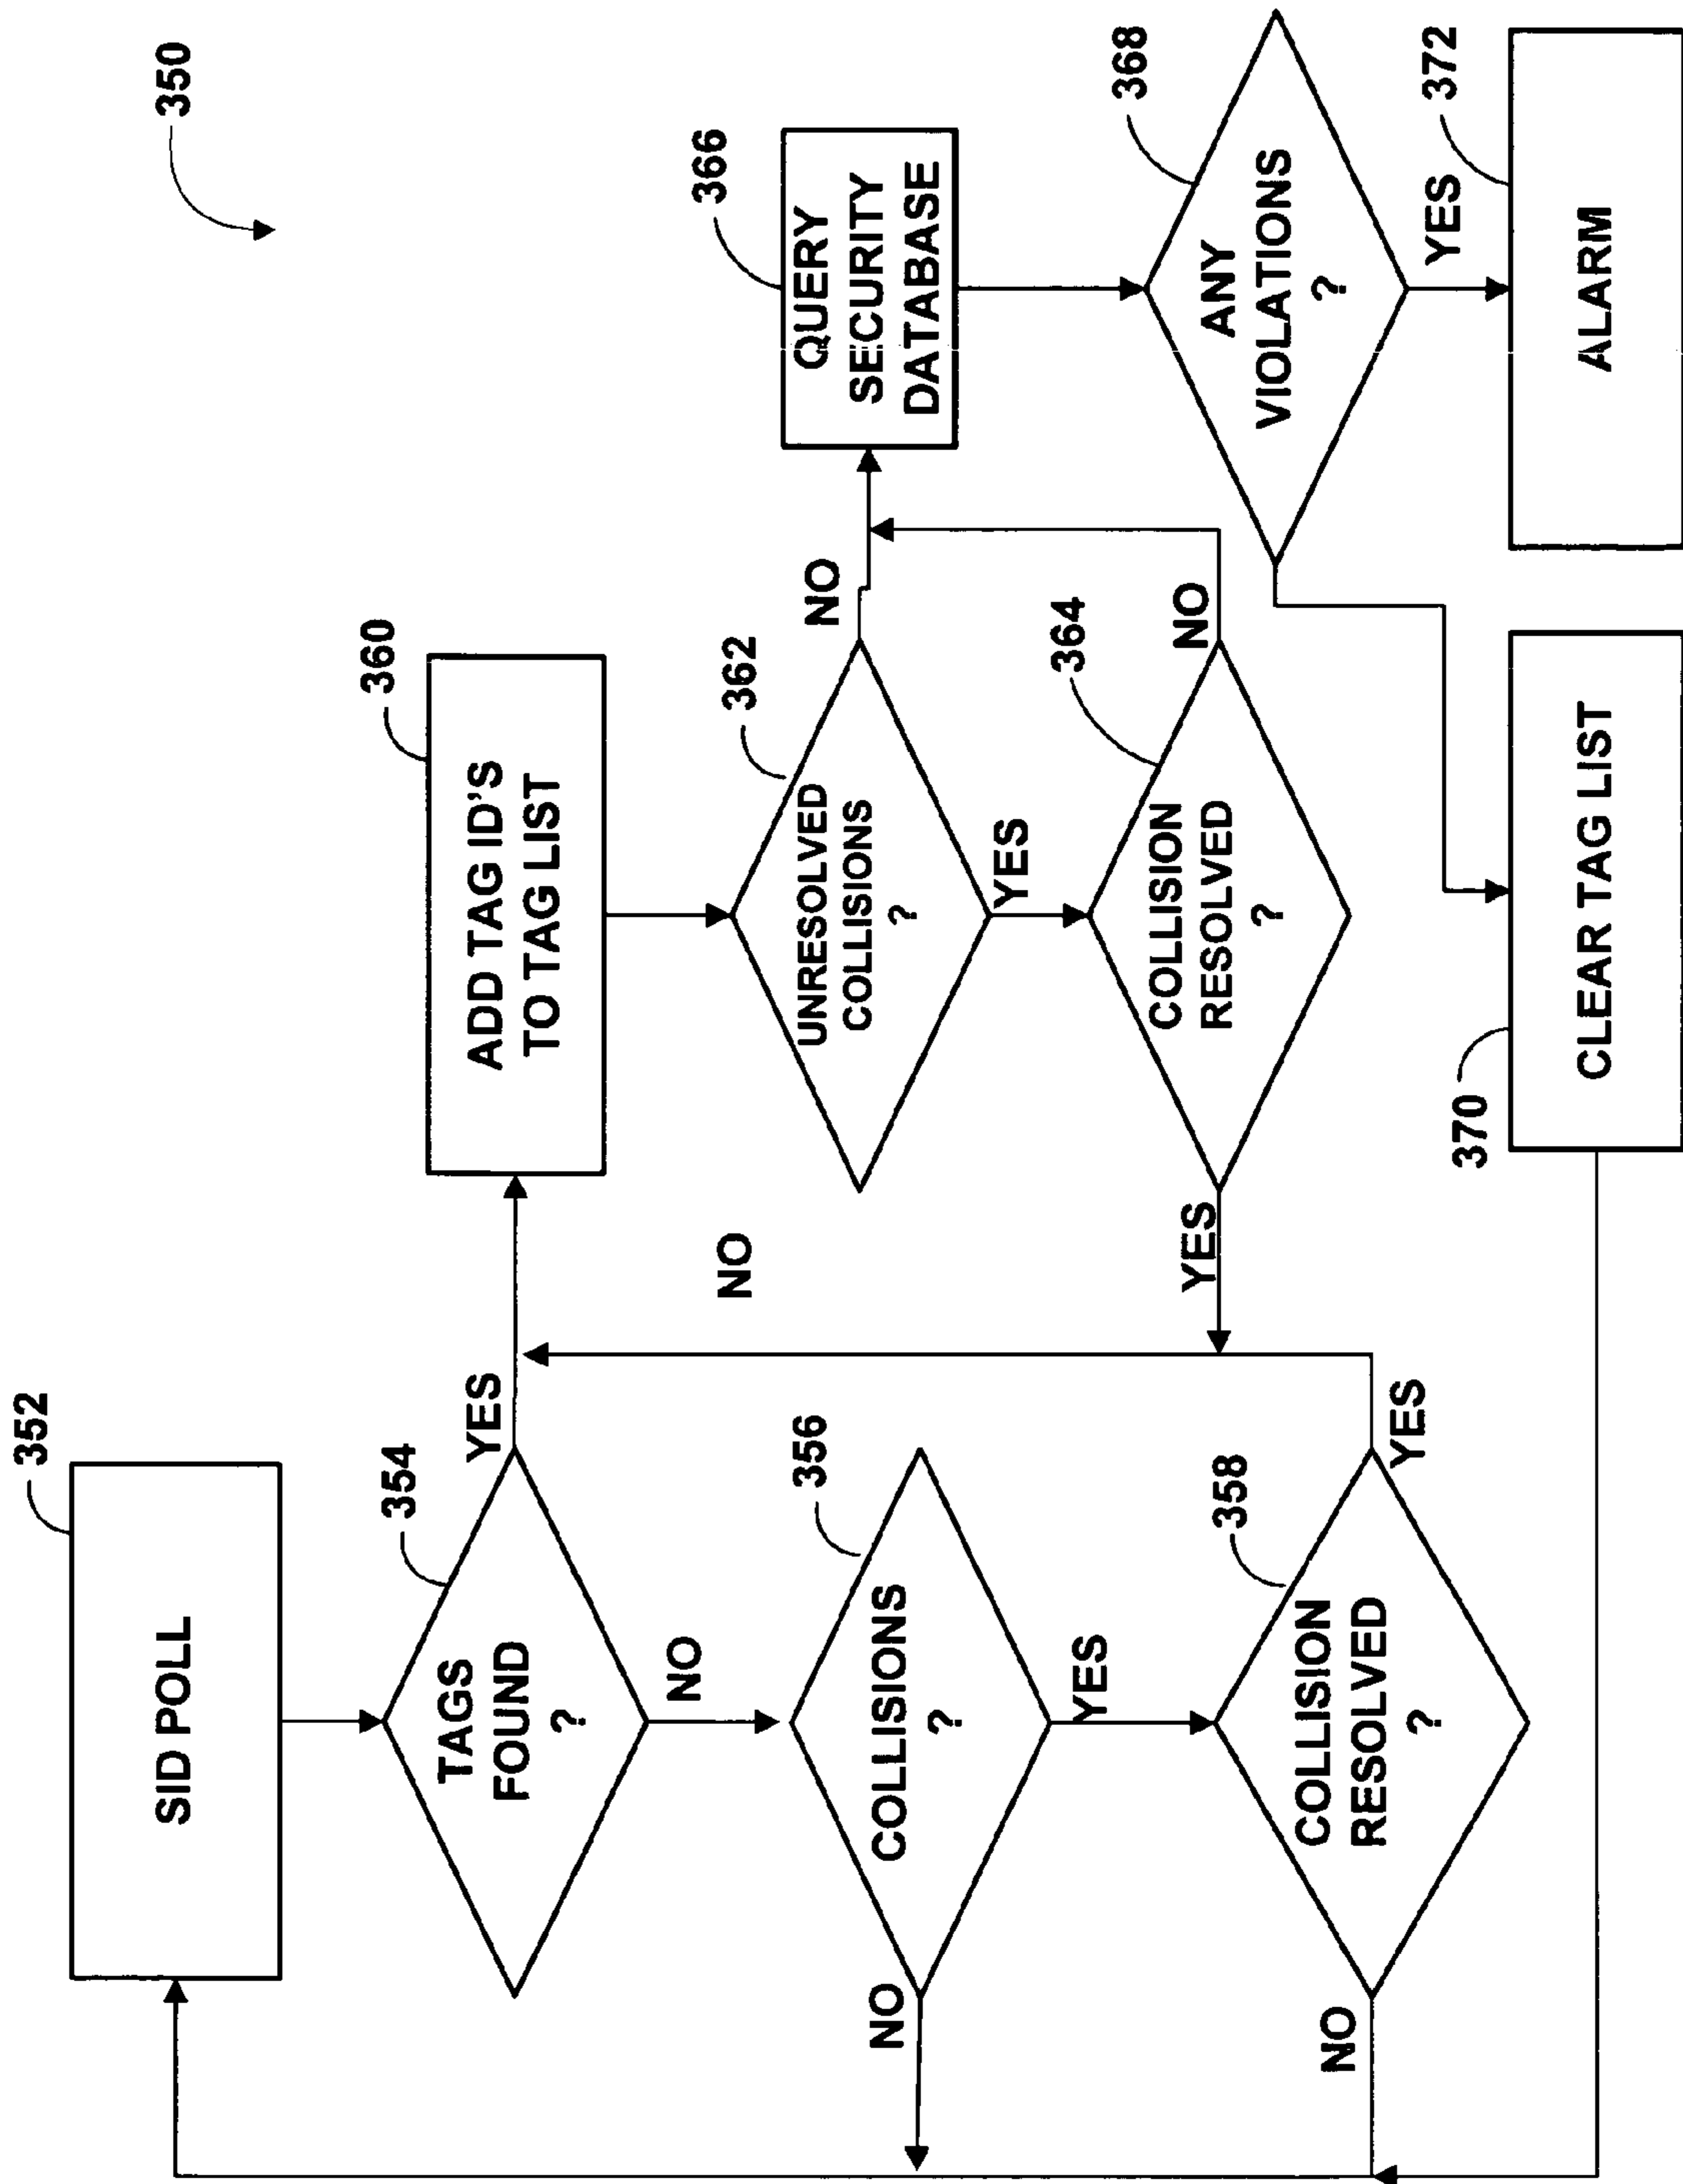 350
352
SID POLL
354
TAGS
FOUND
?
YES
NO
356
COLLISIONS
?
NO
YES
358
COLLISION
RESOLVED
?
NO
YES
360
ADD TAG ID'S
TO TAG LIST
362
UNRESOLVED
COLLISIONS
?
NO
YES
NO
364
COLLISION
RESOLVED
?
YES
NO
366
QUERY
SECURITY
DATABASE
368
ANY
VIOLATIONS
?
YES
370
CLEAR TAG LIST
372
ALARM